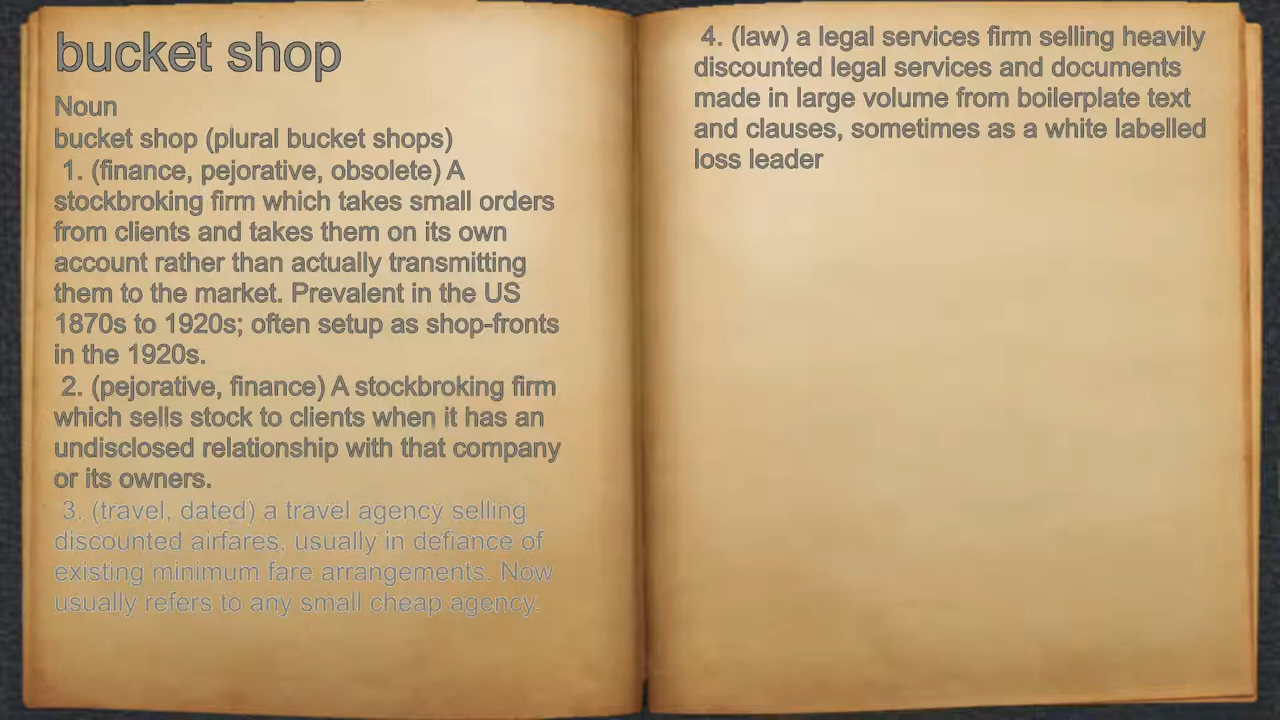 bucket shop
Noun
bucket shop (plural bucket shops)
1. (finance, pejorative, obsolete) A
stockbroking firm which takes small orders
from clients and takes them on its own
account rather than actually transmitting
them to the market. Prevalent in the US
1870s to 1920s; often setup as shop-fronts
in the 1920s.
2. (pejorative, finance) A stockbroking firm
which sells stock to clients when it has an
undisclosed relationship with that company
or its owners.
3. (travel, dated) a travel agency selling
discounted airfares, usually in defiance of
existing minimum fare arrangements. Now
usually refers to any small cheap agency.
4. (law) a legal services firm selling heavily
discounted legal services and documents
made in large volume from boilerplate text
and clauses, sometimes as a white labelled
loss leader